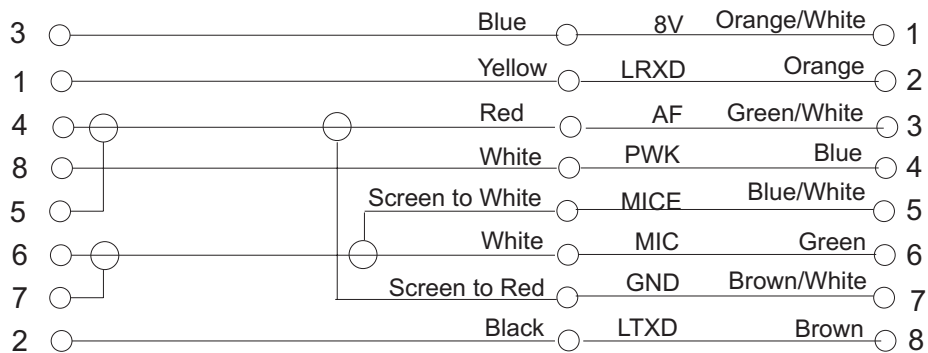 3 Blue 8V Orange/White 1
1 Yellow LRXD Orange 2
4 Red AF Green/White 3
8 White PWK Blue 4
5 Screen to White MICE Blue/White 5
6 White MIC Green 6
7 Screen to Red GND Brown/White 7
2 Black LTXD Brown 8